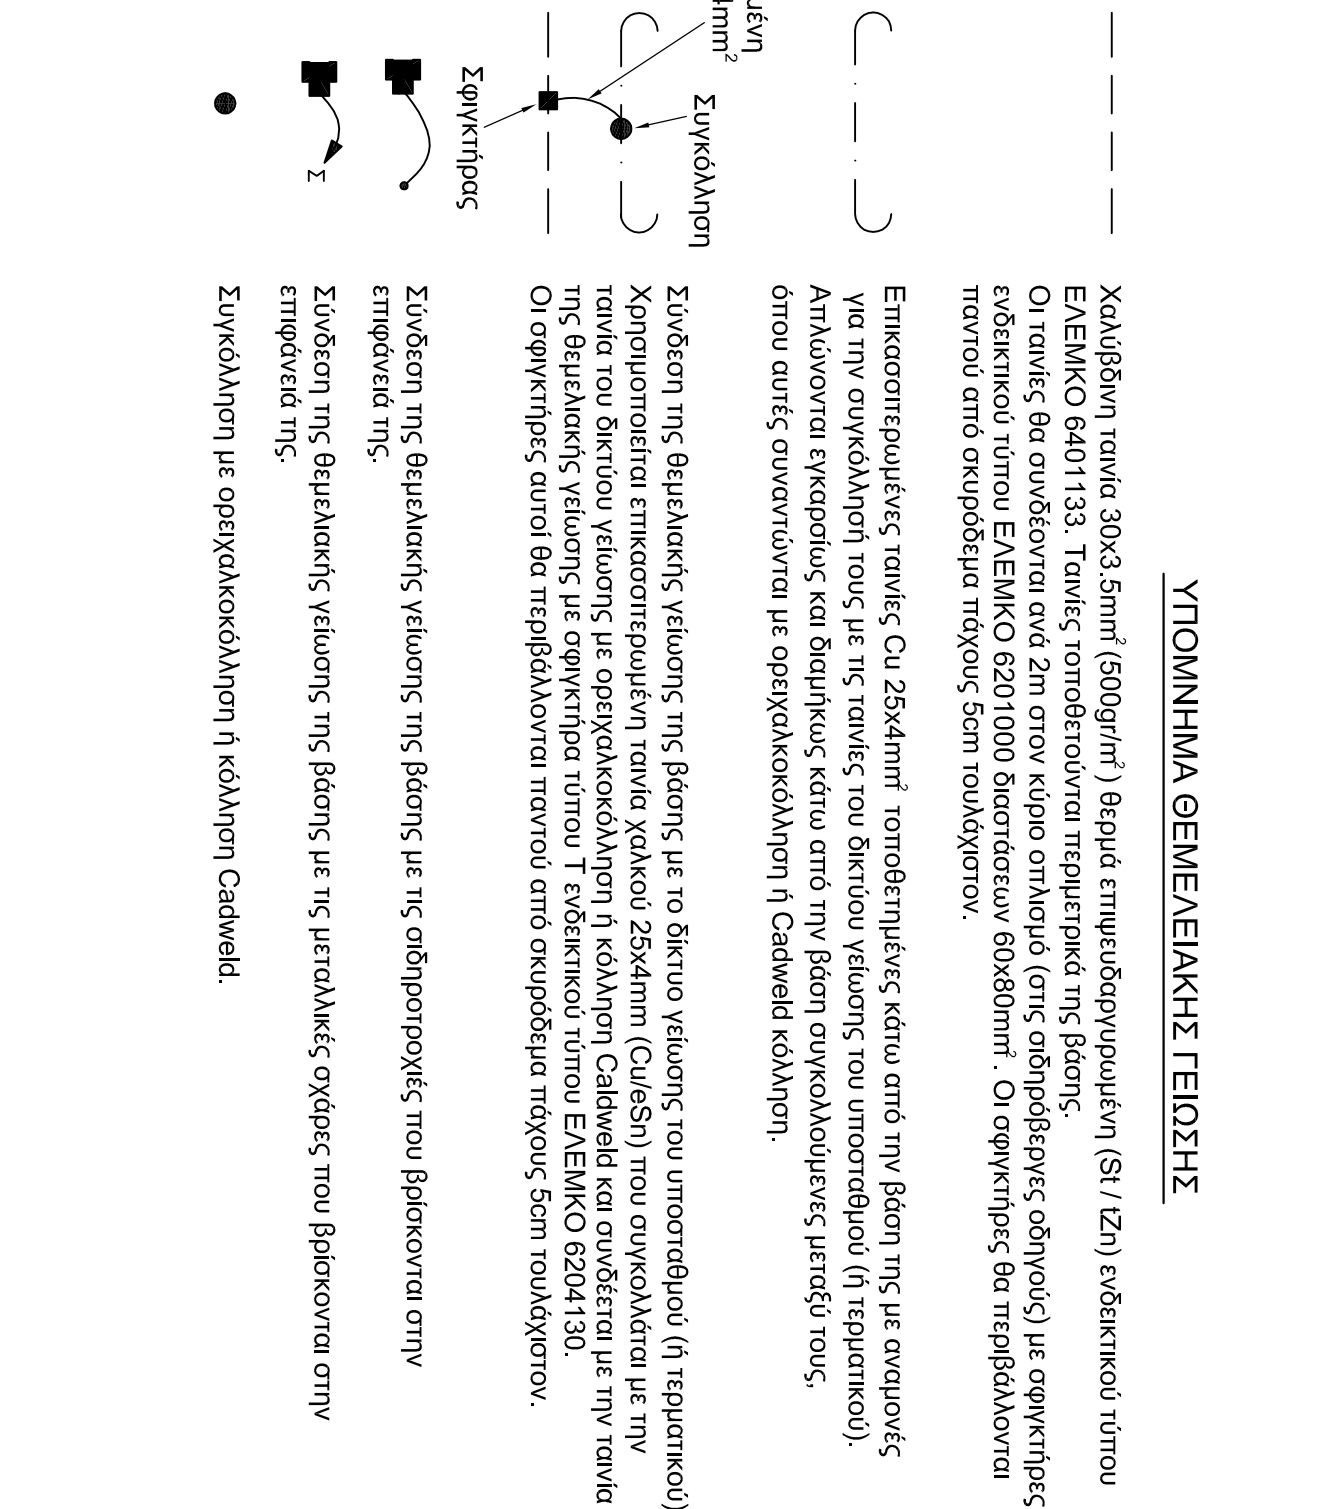 ΥΠΟΜΝΗΜΑ ΘΕΜΕΛΕΙΑΚΗΣ ΓΕΙΩΣΗΣ
Χαλύβδινη ταινία 30x3.5mm² (500gr/m²) θερμά επιψευδαργυρωμένη (St / tZn) ενδεικτικού τύπου
ΕΛΕΜΚΟ 6401133. Ταινίες τοποθετούνται περιμετρικά της βάσης.
Οι ταινίες θα συνδέονται ανά 2m στον κύριο οπλισμό (στις σιδηρόβεργες οδηγούς) με σφιγκτήρες
ενδεικτικού τύπου ΕΛΕΜΚΟ 6201000 διαστάσεων 60x80mm². Οι σφιγκτήρες θα περιβάλλονται
παντού από σκυρόδεμα πάχους 5cm τουλάχιστον.
Επικασσιτερωμένες ταινίες Cu 25x4mm² τοποθετημένες κάτω από την βάση της με αναμονές
για την συγκόλλησή τους με τις ταινίες του δικτύου γείωσης του υποσταθμού (ή τερματικού).
Απλώνονται εγκαρσίως και διαμήκως κάτω από την βάση συγκολλούμενες μεταξύ τους,
όπου αυτές συναντώνται με ορειχαλκοκόλληση ή Cadweld κόλληση.
μένη
4mm²
Συγκόλληση
Σφιγκτήρας
Σύνδεση της θεμελιακής γείωσης της βάσης με το δίκτυο γείωσης του υποσταθμού (ή τερματικού)
Χρησιμοποιείται επικασσιτερωμένη ταινία χαλκού 25x4mm (Cu/eSn) που συγκολλάται με την
ταινία του δικτύου γείωσης με ορειχαλκοκόλληση ή κόλληση Caldweld και συνδέεται με την ταινία
της θεμελιακής γείωσης με σφιγκτήρα τύπου Τ ενδεικτικού τύπου ΕΛΕΜΚΟ 6204130.
Οι σφιγκτήρες αυτοί θα περιβάλλονται παντού από σκυρόδεμα πάχους 5cm τουλάχιστον.
Σύνδεση της θεμελιακής γείωσης της βάσης με τις σιδηροτροχιές που βρίσκονται στην
επιφάνειά της.
Σ
Σύνδεση της θεμελιακής γείωσης της βάσης με τις μεταλλικές σχάρες που βρίσκονται στην
επιφάνειά της.
Συγκόλληση με ορειχαλκοκόλληση ή κόλληση Cadweld.